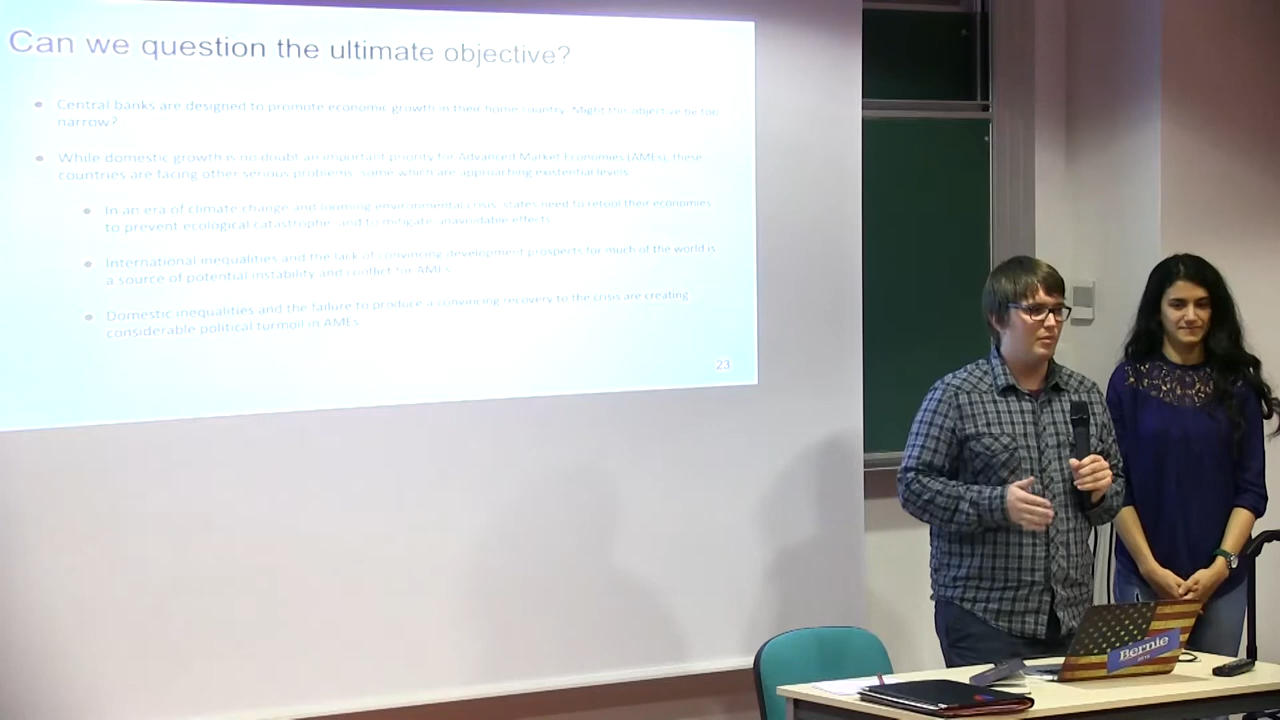 Can we question the ultimate objective?
Central banks are designed to promote economic growth in their home country. Might this objective be too
narrow?
While domestic growth is no doubt an important priority for Advanced Market Economies (AMEs), these
countries are facing other serious problems, some which are approaching existential levels.
In an era of climate change and looming environmental crisis, states need to retool their economies
to prevent ecological catastrophe, and to mitigate unavoidable effects.
International inequalities and the lack of convincing development prospects for much of the world is
a source of potential instability and conflict for AMEs.
Domestic inequalities and the failure to produce a convincing recovery to the crisis are creating
considerable political turmoil in AMEs.
23
Bernie
2016